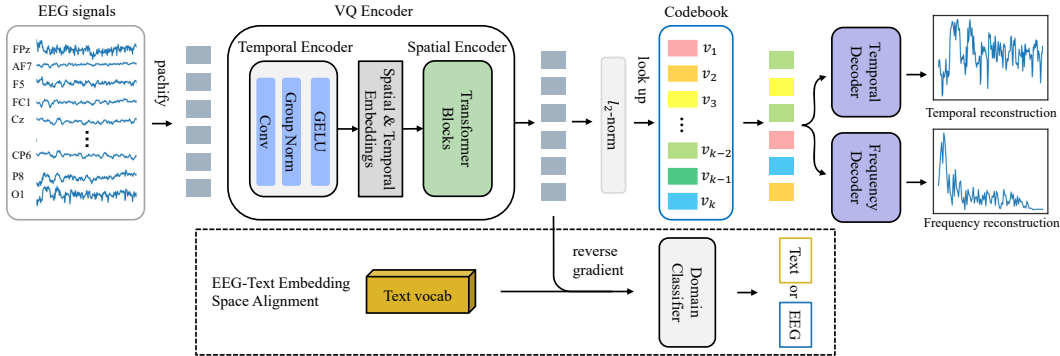 EEG signals
FPz
AF7
F5
FC1
Cz
CP6
P8
O1
pachify
VQ Encoder
Temporal Encoder
Conv
Group Norm
GELU
Spatial & Temporal
Embeddings
Spatial Encoder
Transformer
Blocks
l₂-norm
look up
Codebook
v₁
v₂
v₃
...
vₖ₋₂
vₖ₋₁
vₖ
Temporal
Decoder
Frequency
Decoder
Temporal reconstruction
Frequency reconstruction
EEG-Text Embedding
Space Alignment
Text vocab
reverse
gradient
Domain
Classifier
Text
or
EEG